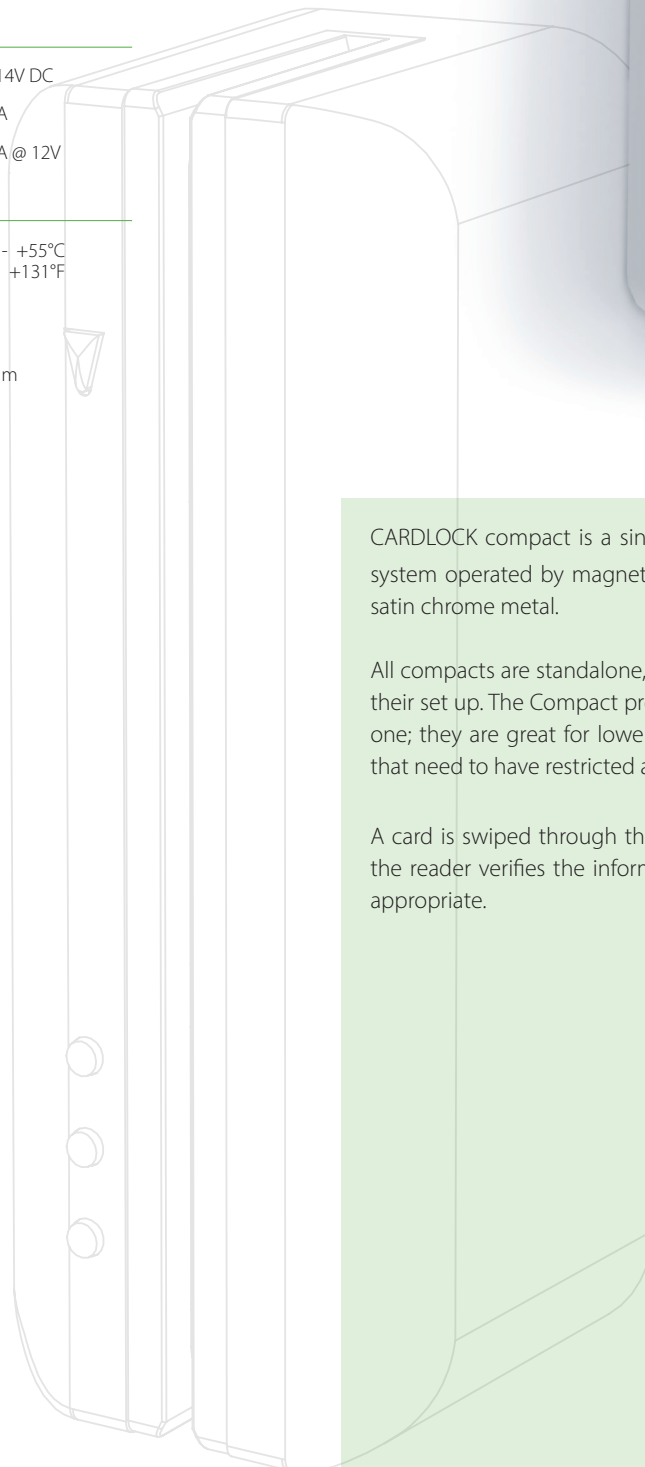 14V DC
A
A @ 12V
- +55°C
+131°F
m
CARDLOCK compact is a sin
system operated by magnet
satin chrome metal.
All compacts are standalone,
their set up. The Compact pr
one; they are great for lowe
that need to have restricted a
A card is swiped through th
the reader verifies the inform
appropriate.